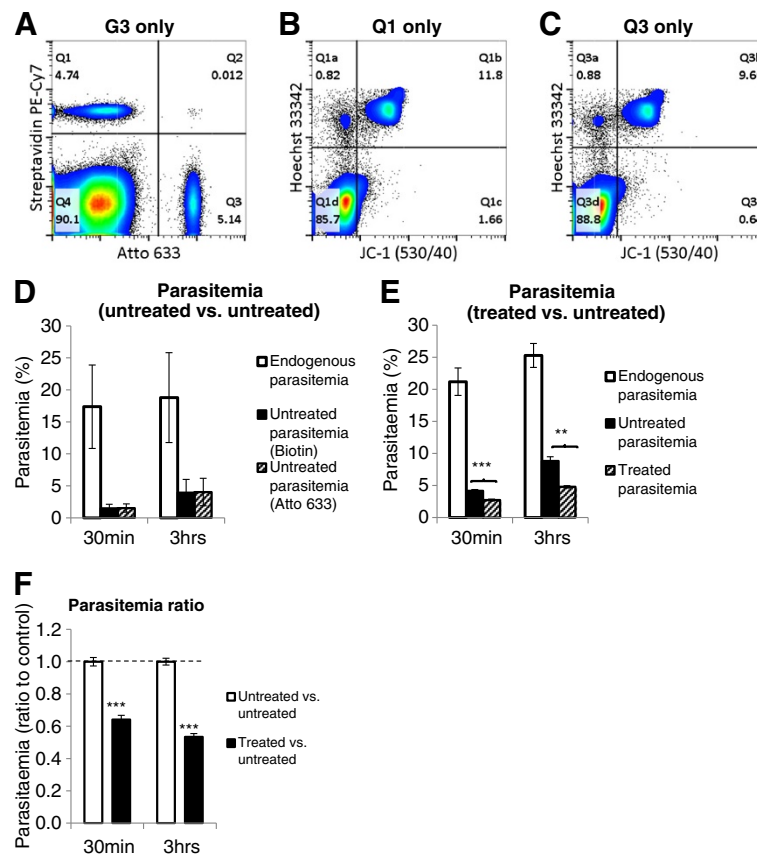 A
G3 only
B
Q1 only
C
Q3 only
Streptavidin PE-Cy7
Q1
4.74
Q2
0.012
Q4
90.1
Q3
5.14
Atto 633
Hoechst 33342
Q1a
0.82
Q1b
11.8
Q1d
85.7
Q1c
1.66
JC-1 (530/40)
Hoechst 33342
Q3a
0.88
Q3d
88.8
JC-1 (530/40)
D
Parasitemia
(untreated vs. untreated)
Parasitemia (%)
30
25
20
15
10
5
0
30min
3hrs
Endogenous
parasitemia
Untreated
parasitemia
(Biotin)
Untreated
parasitemia
(Atto 633)
E
Parasitemia
(treated vs. untreated)
Parasitaemia (%)
30
25
20
15
10
5
0
***
**
30min
3hrs
Endogenous
parasitemia
Untreated
parasitemia
Treated
parasitemia
F
Parasitemia ratio
Parasitaemia (ratio to control)
1.2
1.0
0.8
0.6
0.4
0.2
0.0
***
***
30min
3hrs
Untreated vs.
untreated
Treated vs.
untreated